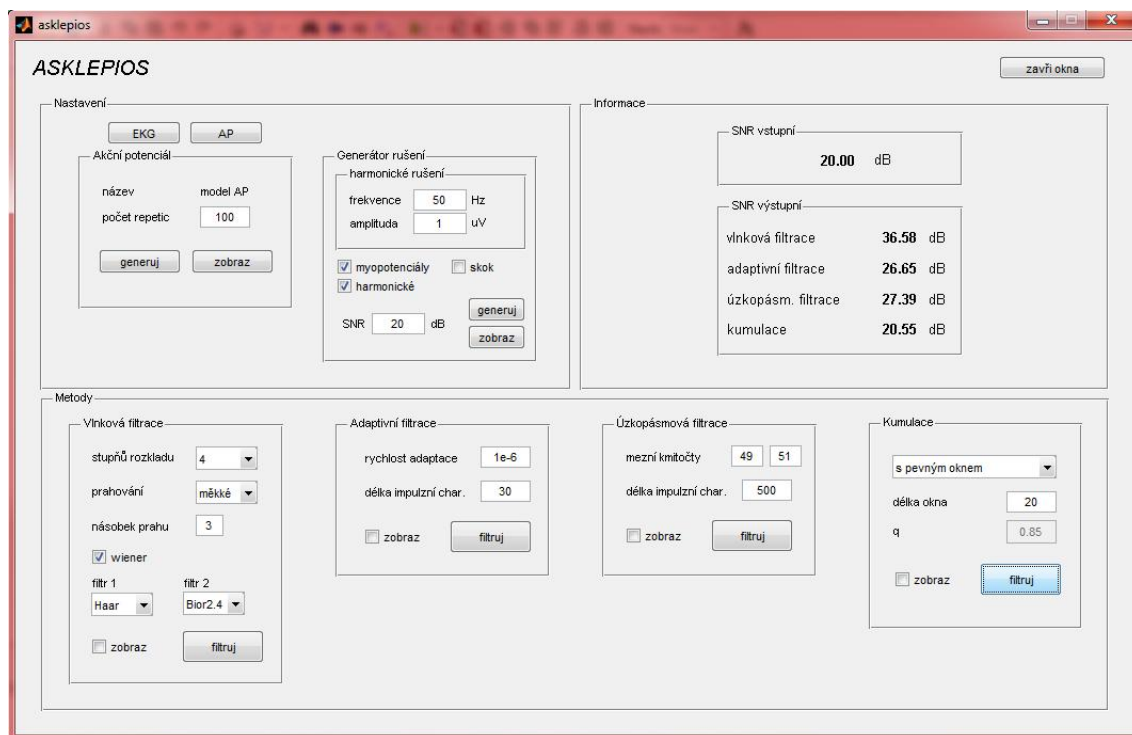 asklepios
ASKLEPIOS
zavři okna
Nastavení
EKG
AP
Akční potenciál
název model AP
počet repetic 100
generuj zobraz
Generátor rušení
harmonické rušení
frekvence 50 Hz
amplituda 1 uV
myopotenciály skok
harmonické
SNR 20 dB
generuj
zobraz
Informace
SNR vstupní
20.00 dB
SNR výstupní
vlnková filtrace 36.58 dB
adaptivní filtrace 26.65 dB
úzkopásm. filtrace 27.39 dB
kumulace 20.55 dB
Metody
Vlnková filtrace
stupňů rozkladu 4
prahování měkké
násobek prahu 3
wiener
filtr 1 filtr 2
Haar Bior2.4
zobraz filtruj
Adaptivní filtrace
rychlost adaptace 1e-6
délka impulzní char. 30
zobraz filtruj
Úzkopásmová filtrace
mezní kmitočty 49 51
délka impulzní char. 500
zobraz filtruj
Kumulace
s pevným oknem
délka okna 20
q 0.85
zobraz filtruj